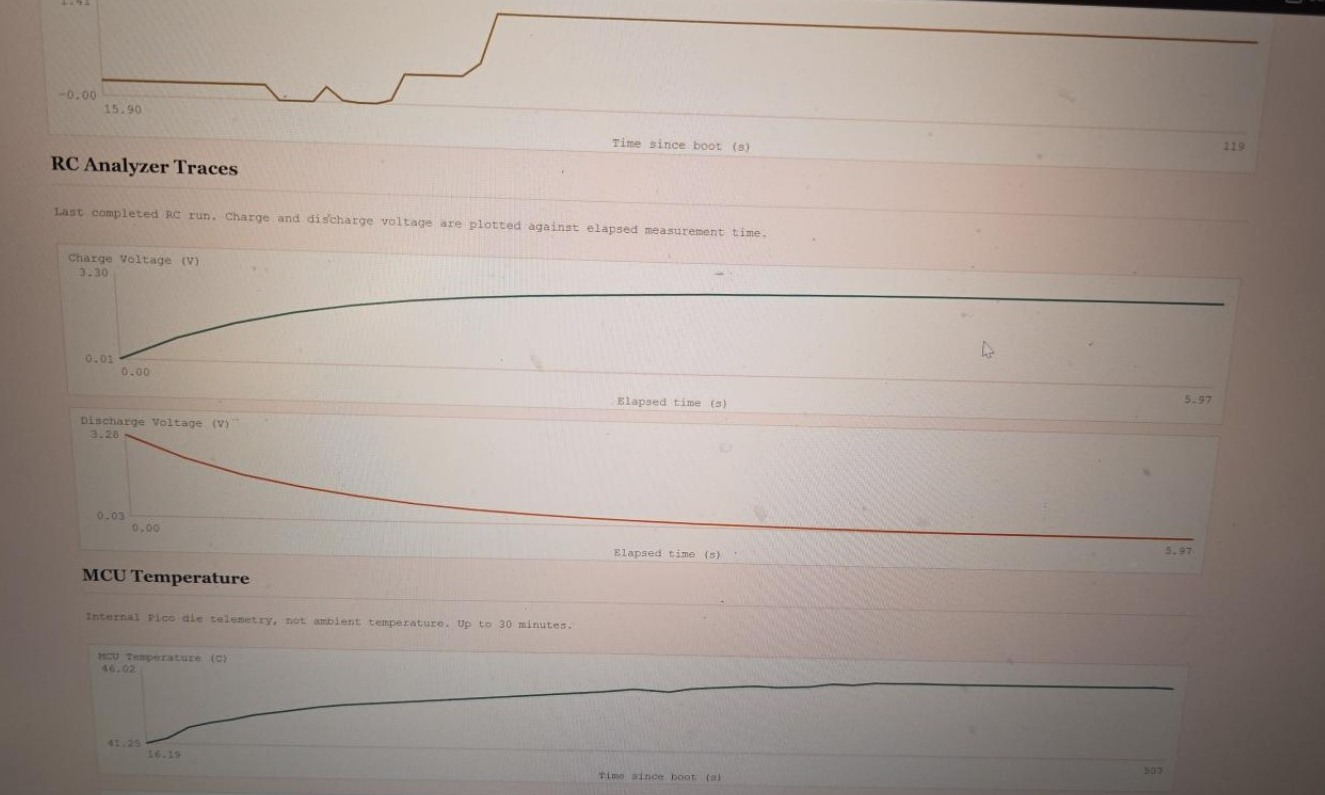 -0.00
15.90
Time since boot (s)
119
RC Analyzer Traces
Last completed RC run. Charge and discharge voltage are plotted against elapsed measurement time.
Charge Voltage (V)
3.30
0.01
0.00
Elapsed time (s)
5.97
Discharge Voltage (V)
3.28
0.03
0.00
Elapsed time (s)
5.97
MCU Temperature
Internal Pico die telemetry, not ambient temperature. Up to 30 minutes.
MCU Temperature (C)
46.02
41.25
16.19
Time since boot (s)